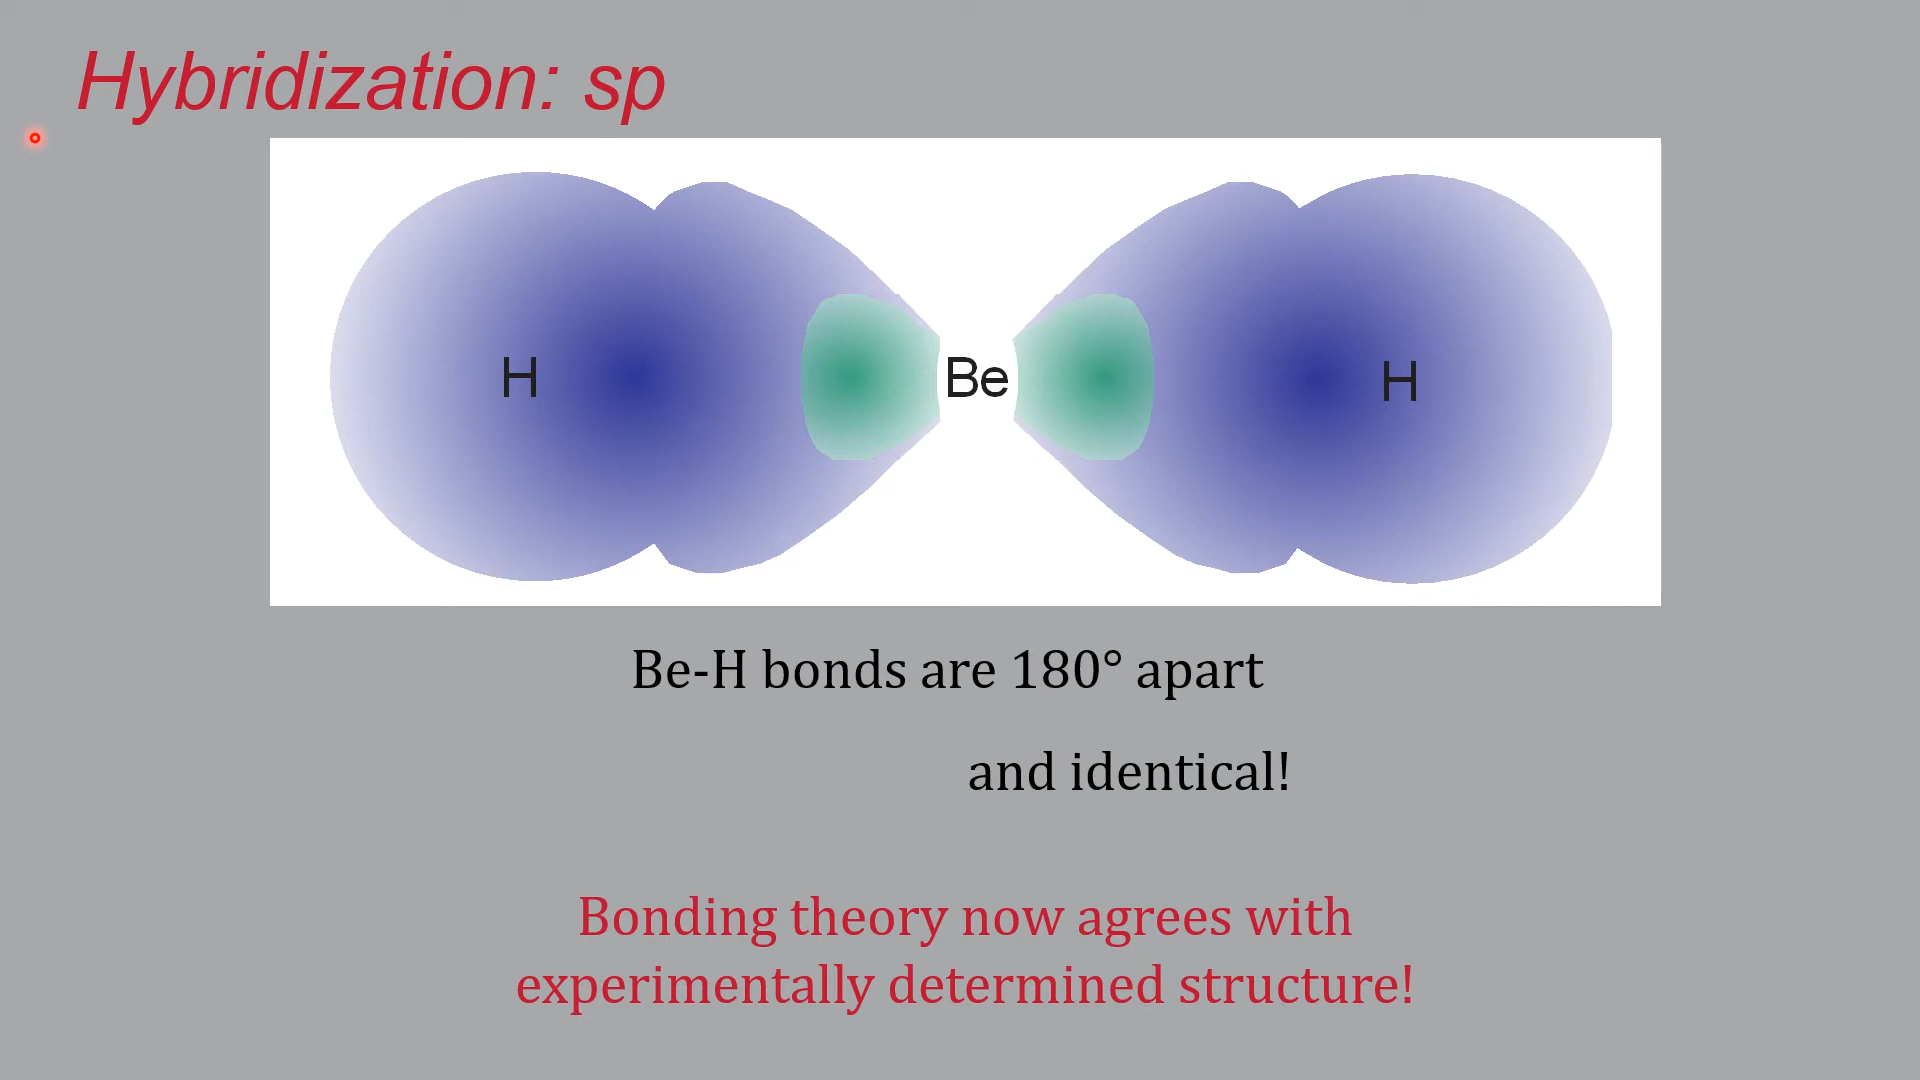 Hybridization: sp
H
Be
H
Be-H bonds are 180° apart
and identical!
Bonding theory now agrees with
experimentally determined structure!